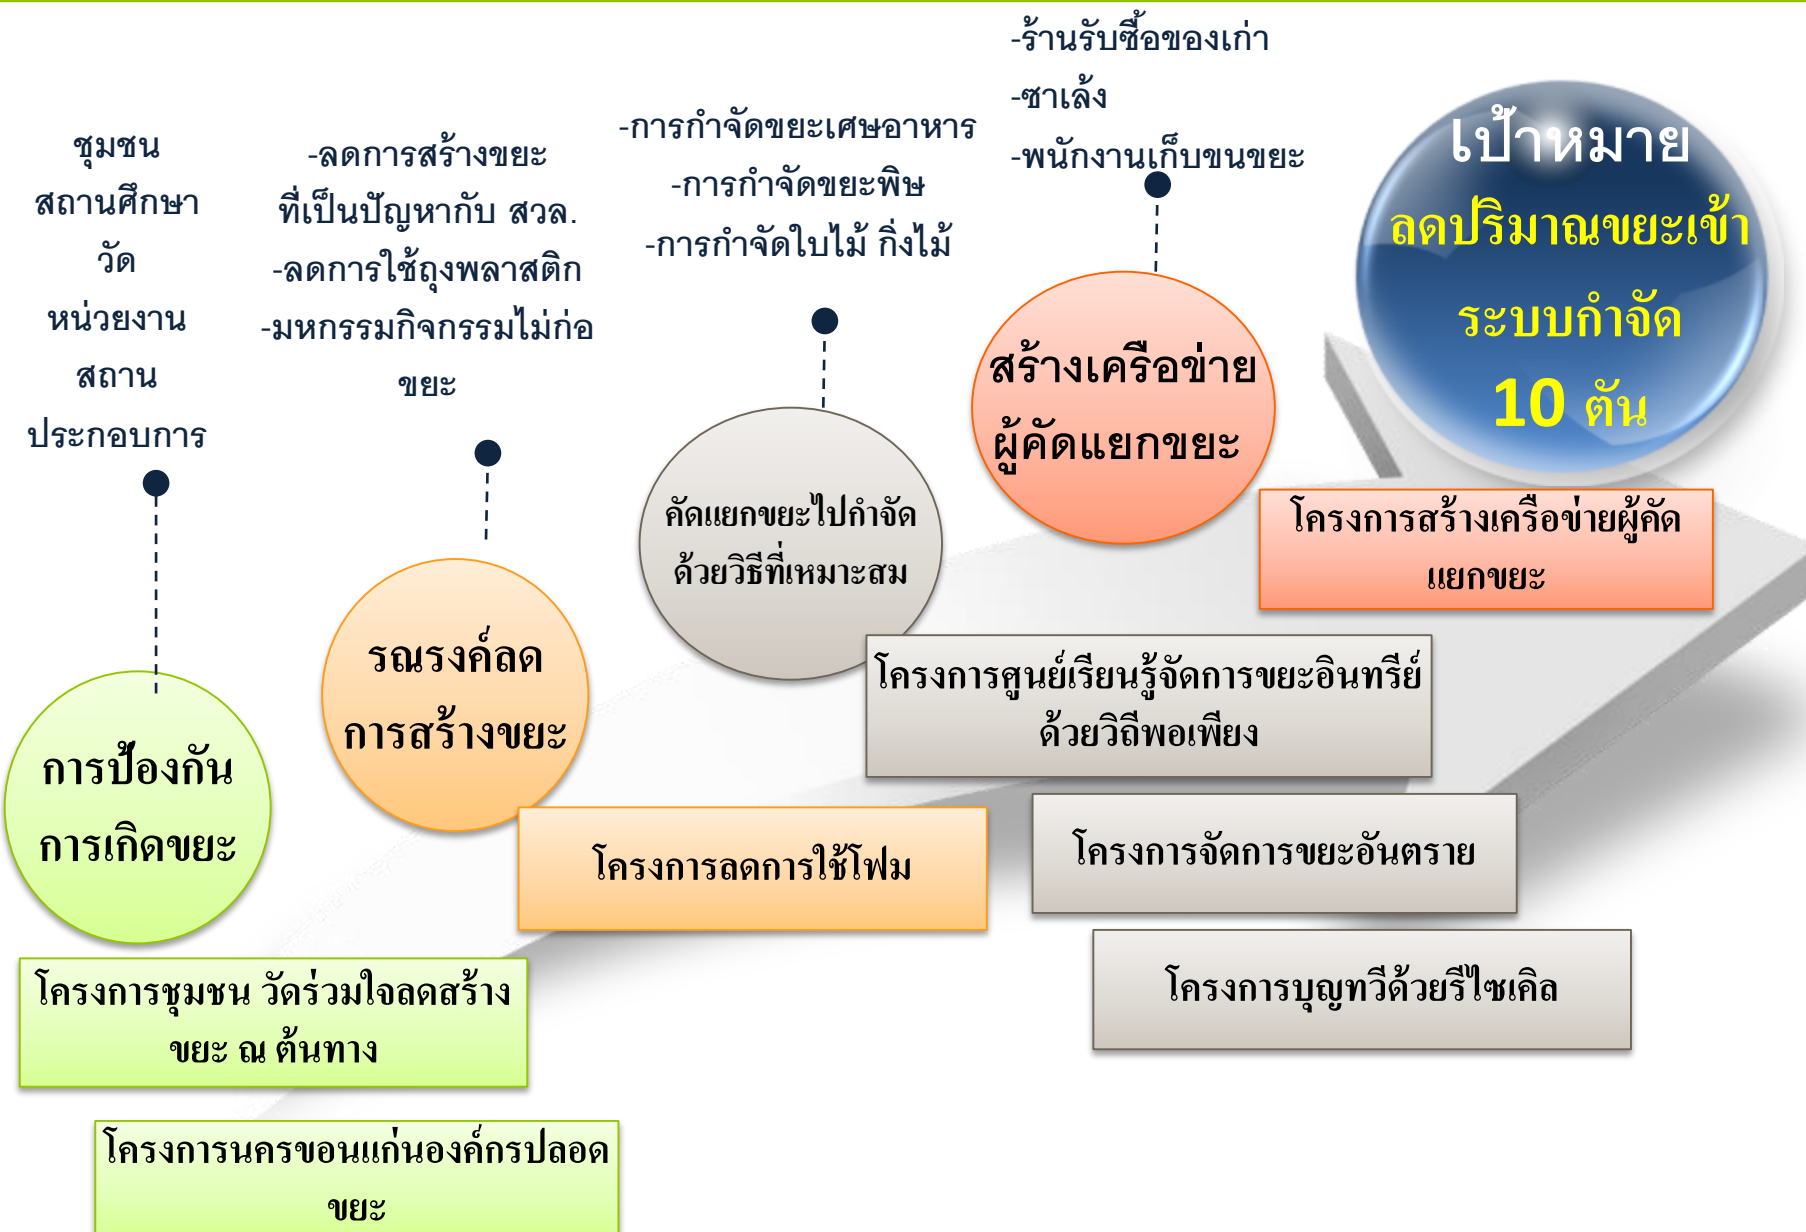 ชุมชน
สถานศึกษา
วัด
หน่วยงาน
สถาน
ประกอบการ
การป้องกัน
การเกิดขยะ
โครงการชุมชน วัดร่วมใจลดสร้าง
ขยะ ณ ต้นทาง
โครงการนครขอนแก่นองค์กรปลอด
ขยะ
-ลดการสร้างขยะ
ที่เป็นปัญหากับ สวล.
-ลดการใช้ถุงพลาสติก
-มหกรรมกิจกรรมไม่ก่อ
ขยะ
รณรงค์ลด
การสร้างขยะ
โครงการลดการใช้โฟม
-การกำจัดขยะเศษอาหาร
-การกำจัดขยะพิษ
-การกำจัดใบไม้ กิ่งไม้
คัดแยกขยะไปกำจัด
ด้วยวิธีที่เหมาะสม
โครงการศูนย์เรียนรู้จัดการขยะอินทรีย์
ด้วยวิถีพอเพียง
โครงการจัดการขยะอันตราย
โครงการบุญทวีด้วยรีไซเคิล
-ร้านรับซื้อของเก่า
-ซาเล้ง
-พนักงานเก็บขนขยะ
สร้างเครือข่าย
ผู้คัดแยกขยะ
โครงการสร้างเครือข่ายผู้คัด
แยกขยะ
เป้าหมาย
ลดปริมาณขยะเข้า
ระบบกำจัด
10 ตัน